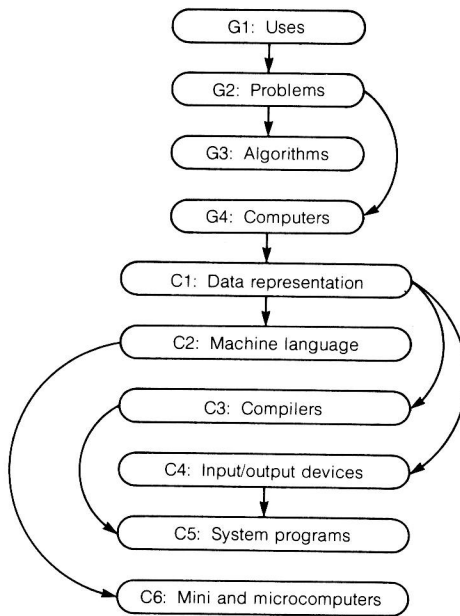 G1: Uses
G2: Problems
G3: Algorithms
G4: Computers
C1: Data representation
C2: Machine language
C3: Compilers
C4: Input/output devices
C5: System programs
C6: Mini and microcomputers